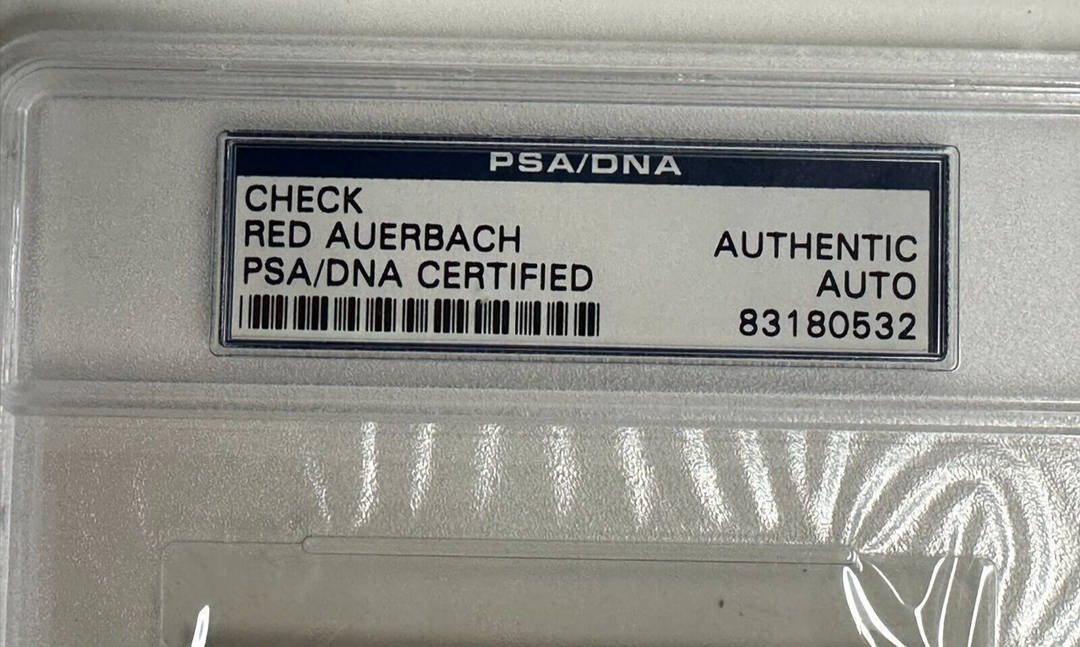 PSA/DNA
CHECK
RED AUERBACH
PSA/DNA CERTIFIED
AUTHENTIC
AUTO
83180532